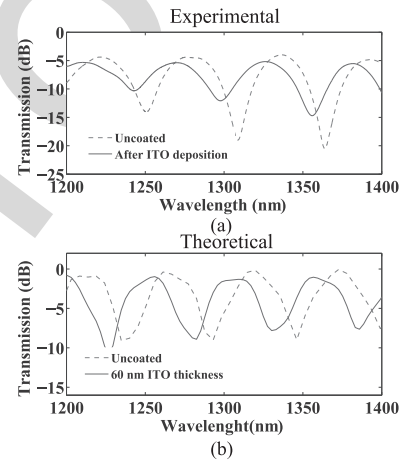 Experimental
0
−5
−10
−15
−20
−25
Transmission (dB)
Uncoated
After ITO deposition
1200 1250 1300 1350 1400
Wavelength (nm)
(a)
Theoretical
0
−5
−10
−15
Transmission (dB)
Uncoated
60 nm ITO thickness
1200 1250 1300 1350 1400
Wavelenght(nm)
(b)